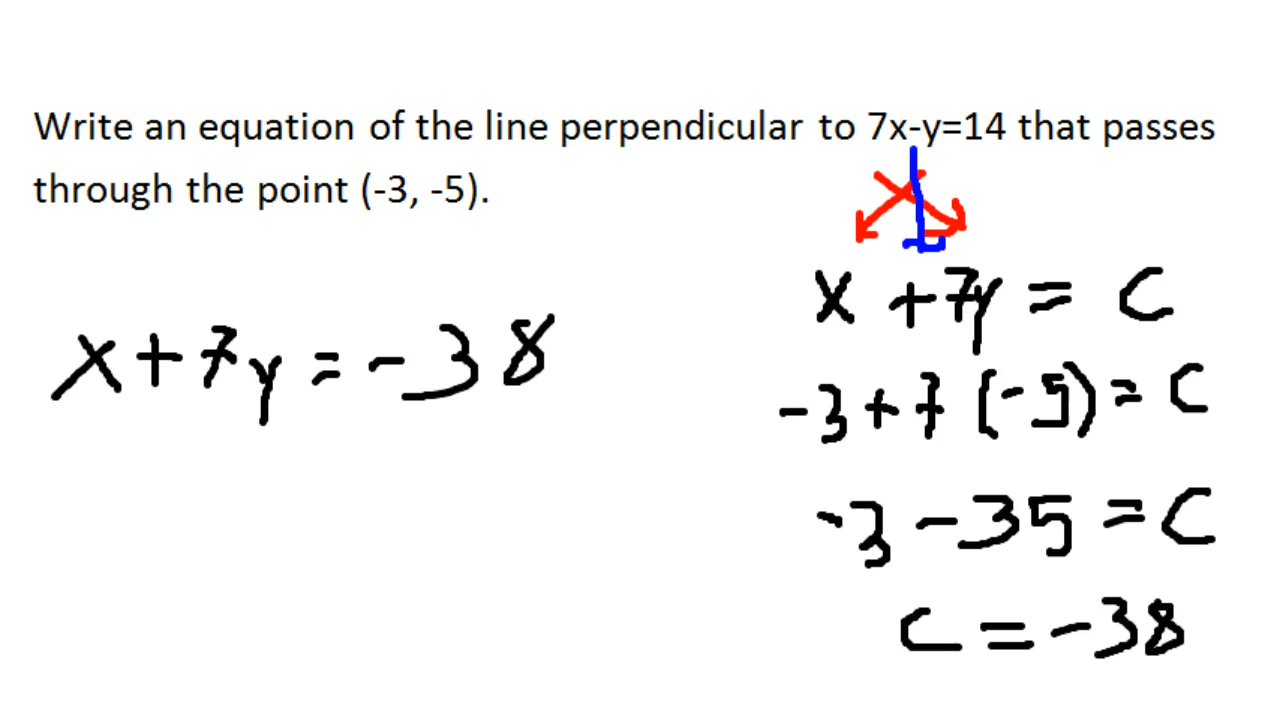 Write an equation of the line perpendicular to 7x-y=14 that passes
through the point (-3, -5).
x + 7y = C
x + 7y = -38
-3 + 7 (-5) = C
-3 - 35 = C
C = -38